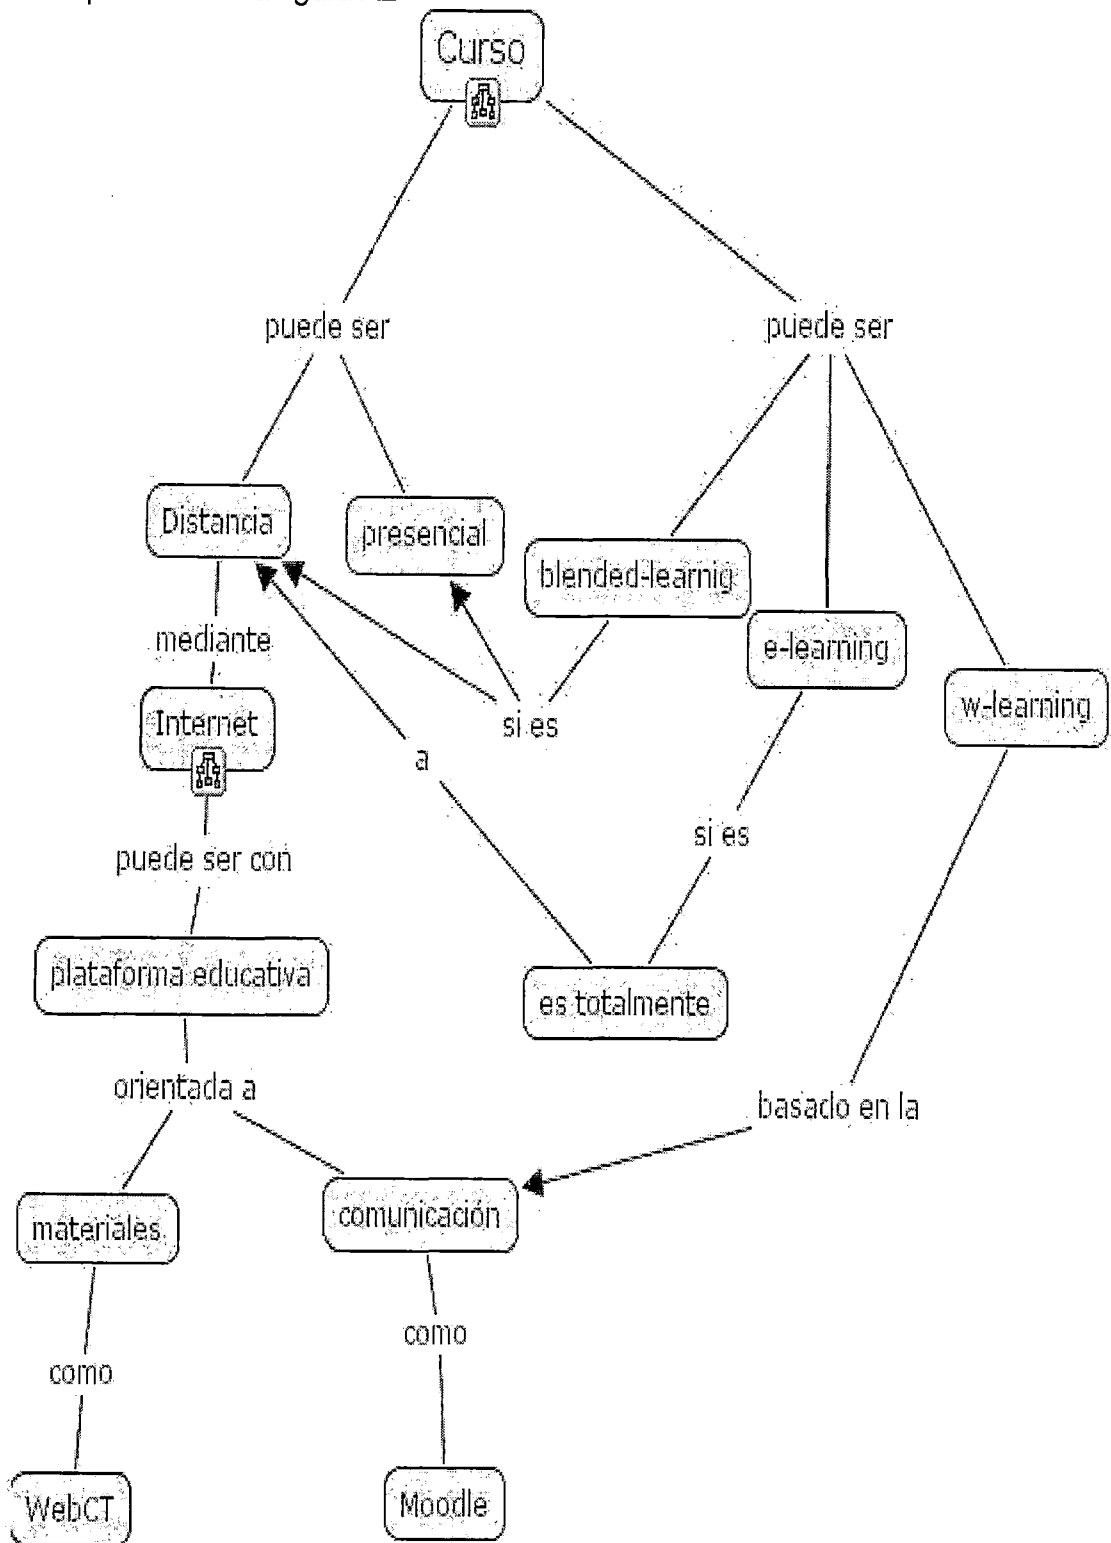 Curso
puede ser
puede ser
Distancia
presencial
blended-learnig
e-learning
w-learning
mediante
Internet
si es
a
si es
puede ser con
plataforma educativa
es totalmente
orientada a
basado en la
materiales
comunicación
como
como
WebCT
Moodle